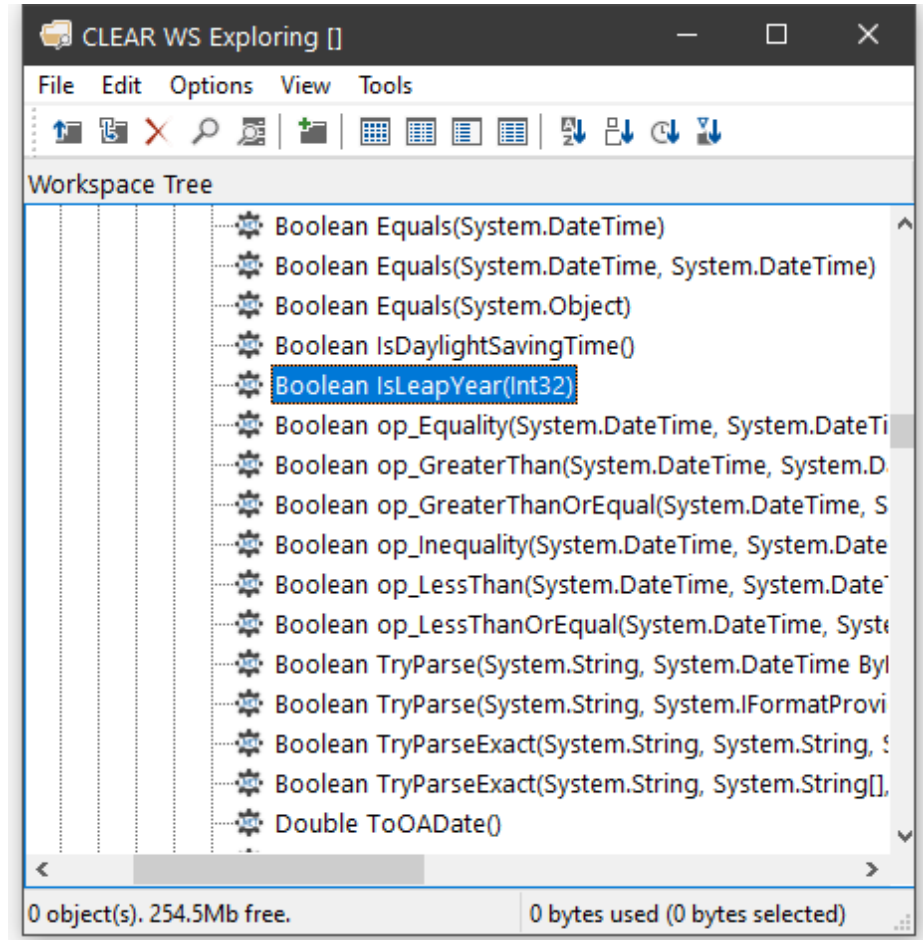 CLEAR WS Exploring []
File Edit Options View Tools
Workspace Tree
Boolean Equals(System.DateTime)
Boolean Equals(System.DateTime, System.DateTime)
Boolean Equals(System.Object)
Boolean IsDaylightSavingTime()
Boolean IsLeapYear(Int32)
Boolean op_Equality(System.DateTime, System.DateTi
Boolean op_GreaterThan(System.DateTime, System.D
Boolean op_GreaterThanOrEqual(System.DateTime, S
Boolean op_Inequality(System.DateTime, System.Date
Boolean op_LessThan(System.DateTime, System.Date
Boolean op_LessThanOrEqual(System.DateTime, Syste
Boolean TryParse(System.String, System.DateTime By
Boolean TryParse(System.String, System.IFormatProvi
Boolean TryParseExact(System.String, System.String,
Boolean TryParseExact(System.String, System.String[],
Double ToOADate()
0 object(s). 254.5Mb free. 0 bytes used (0 bytes selected)